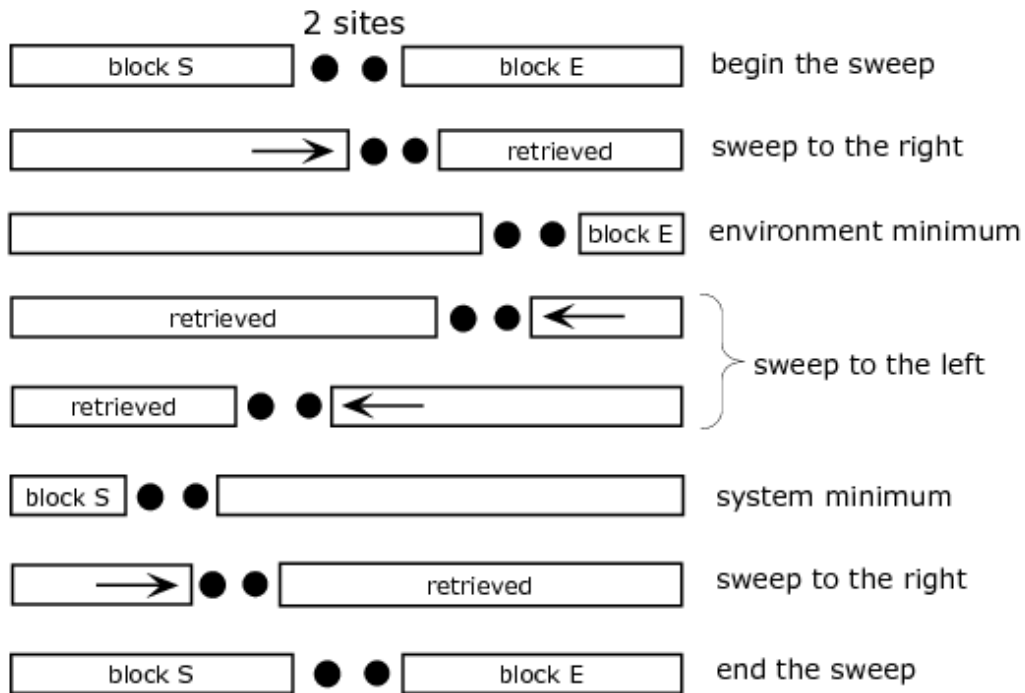 2 sites
block S block E begin the sweep
retrieved sweep to the right
block E environment minimum
retrieved
sweep to the left
retrieved
block S system minimum
retrieved sweep to the right
block S block E end the sweep